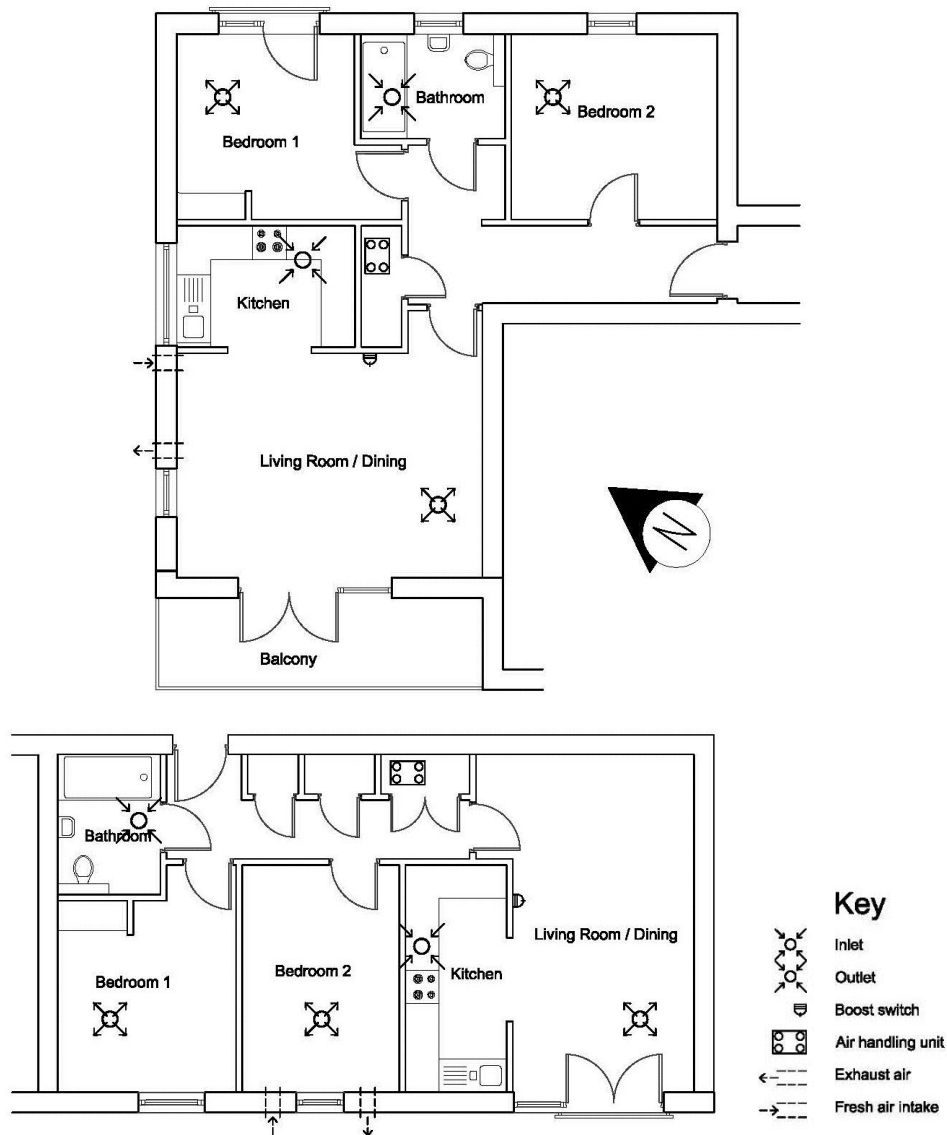 Bedroom 1
Bathroom
Bedroom 2
Kitchen
Living Room / Dining
N
Balcony
Bathroom
Bedroom 1
Bedroom 2
Kitchen
Living Room / Dining
Key
Inlet
Outlet
Boost switch
Air handling unit
Exhaust air
Fresh air intake